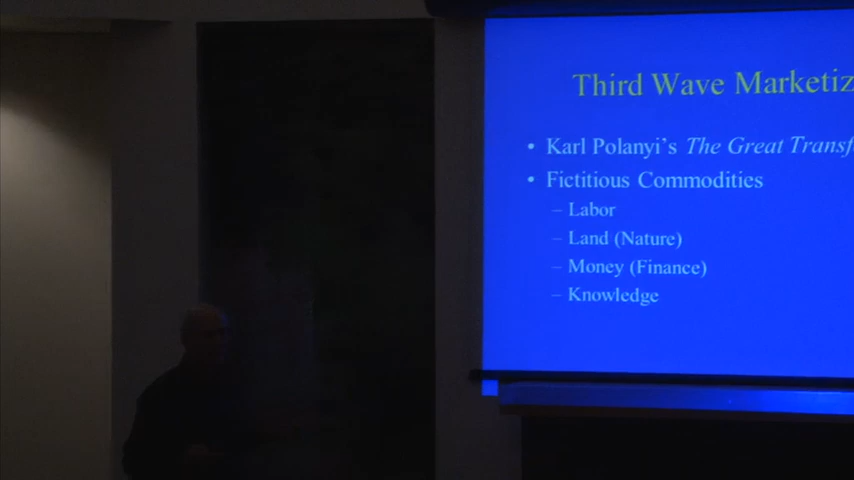 Third Wave Marketiz
• Karl Polanyi's The Great Transf
• Fictitious Commodities
– Labor
– Land (Nature)
– Money (Finance)
– Knowledge